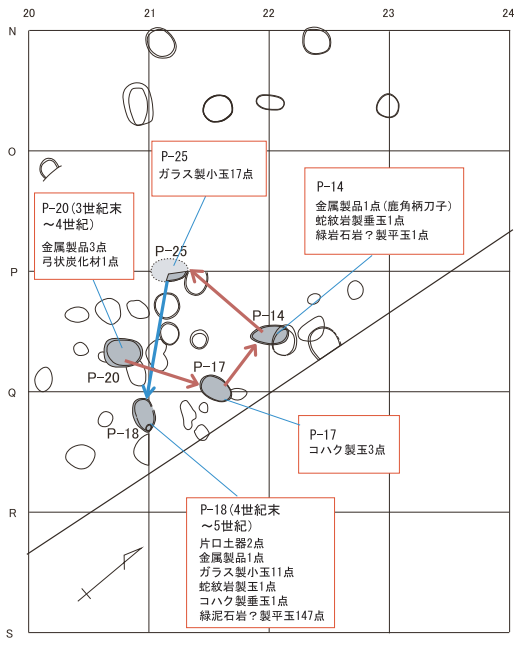 20 21 22 24
N
O
P
Q
R
S
P-25
ガラス製小玉17点
P-14
金属製品1点(鹿角柄刀子)
蛇紋岩製垂玉1点
緑岩石岩?製平玉1点
P-20(3世紀末
~4世紀)
金属製品3点
弓状炭化材1点
P-25
P-14
P-20
P-17
P-18
P-17
コハク製玉3点
P-18(4世紀末
~5世紀)
片口土器2点
金属製品1点
ガラス製小玉11点
蛇紋岩製玉1点
コハク製垂玉1点
緑泥石岩?製平玉147点